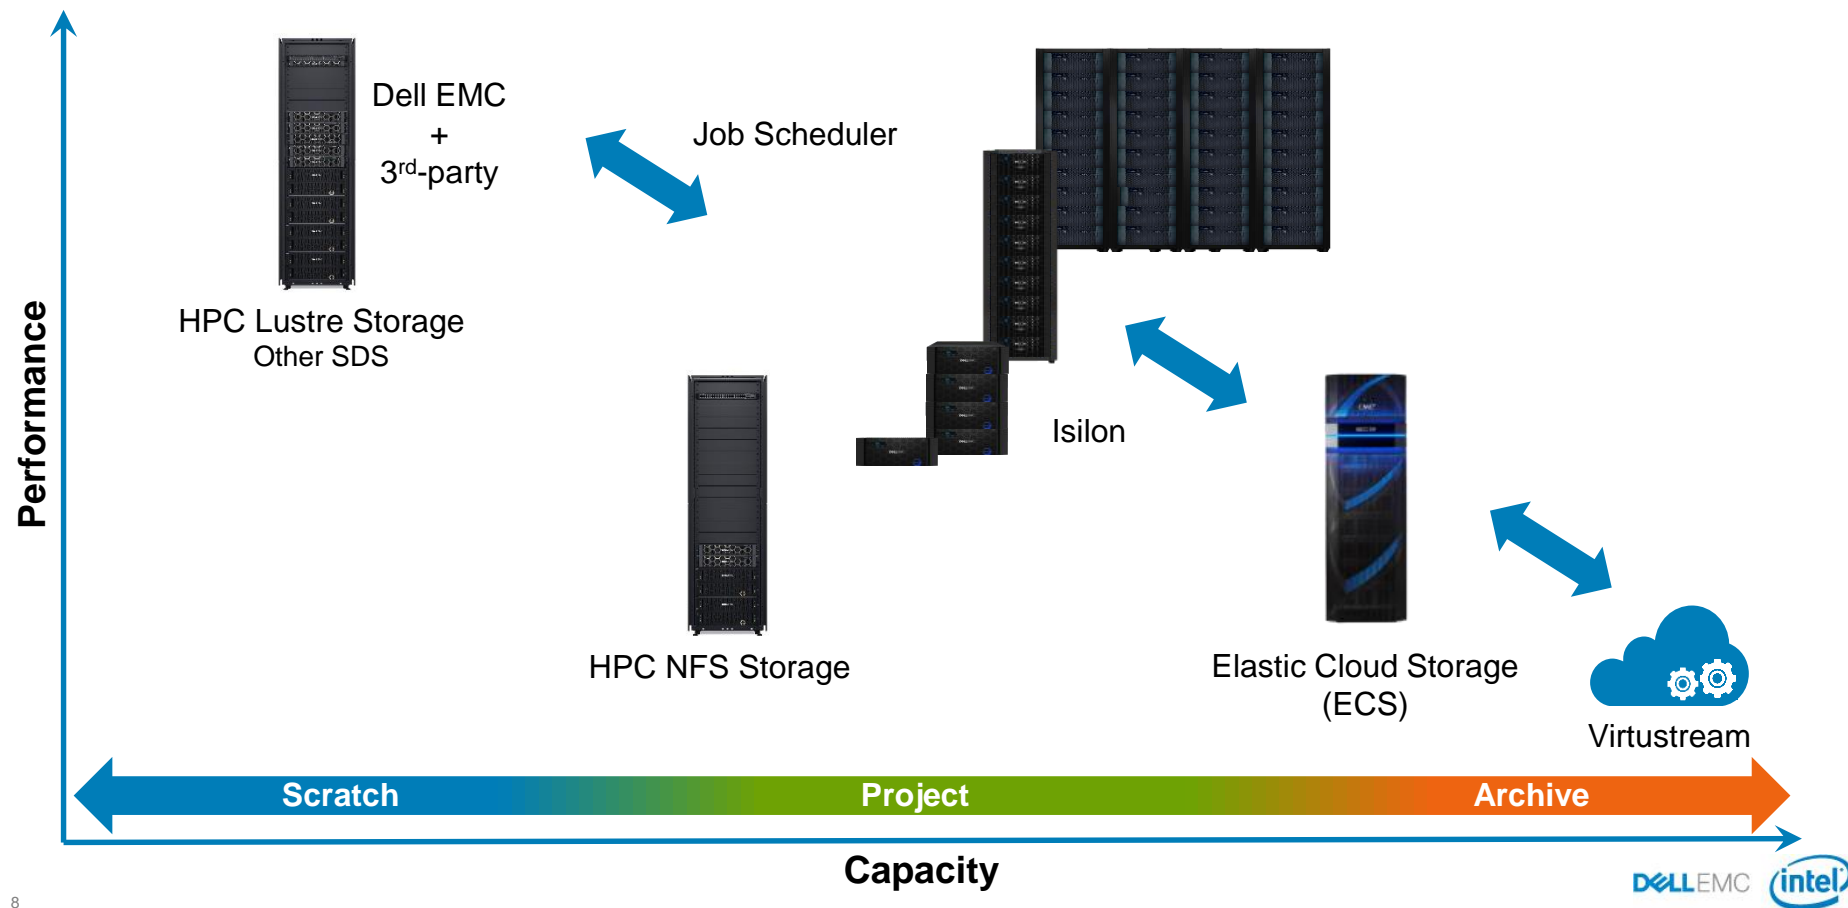 Dell EMC
+
3rd-party
Job Scheduler
HPC Lustre Storage
Other SDS
Performance
Isilon
HPC NFS Storage
Elastic Cloud Storage
(ECS)
Virtustream
Scratch
Project
Archive
Capacity
DELLEMC
intel
8